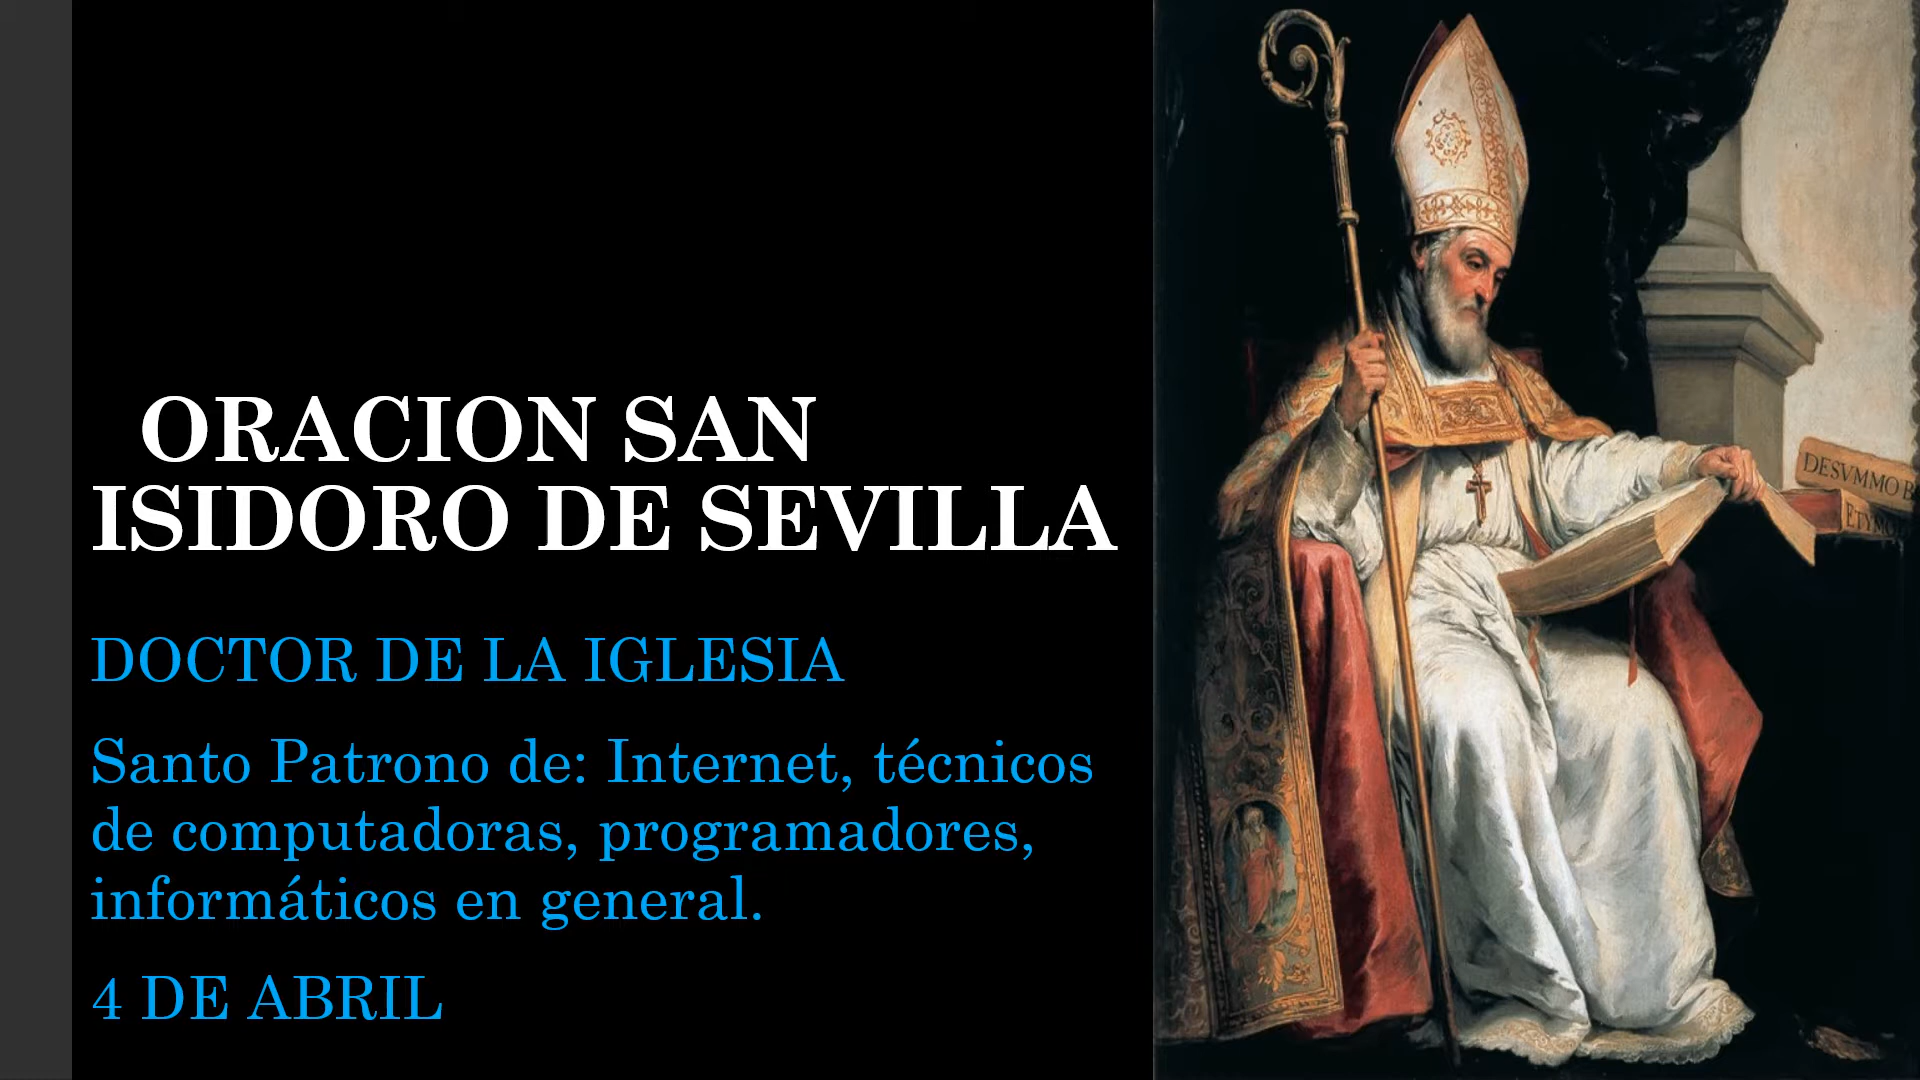 ORACION SAN
ISIDORO DE SEVILLA
DOCTOR DE LA IGLESIA
Santo Patrono de: Internet, técnicos
de computadoras, programadores,
informáticos en general.
4 DE ABRIL
DESVMMO B